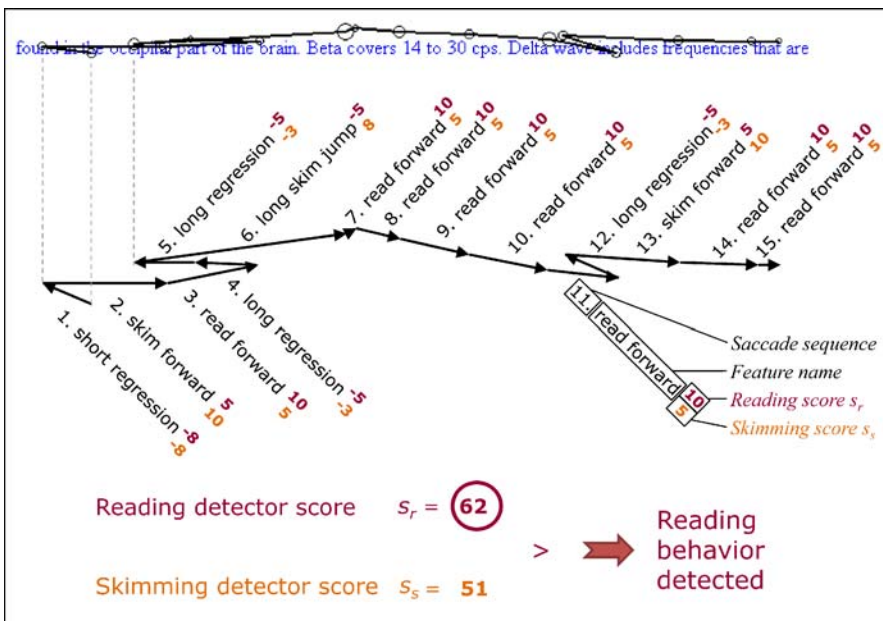 found in the occipital part of the brain. Beta covers 14 to 30 cps. Delta wave includes frequencies that are
5. long regression -5 -3
6. long skim jump -5 8
7. read forward 10 5
8. read forward 10 5
9. read forward 10 5
10. read forward 10 5
12. long regression -5 -3
13. skim forward 5 10
14. read forward 10 5
15. read forward 10 5
1. short regression -8 -8
2. skim forward 5 10
3. read forward 10 5
4. long regression -5 -3
11. read forward 10 5
Saccade sequence
Feature name
Reading score sr
Skimming score ss
Reading detector score sr = 62
>
Reading
behavior
detected
Skimming detector score ss = 51